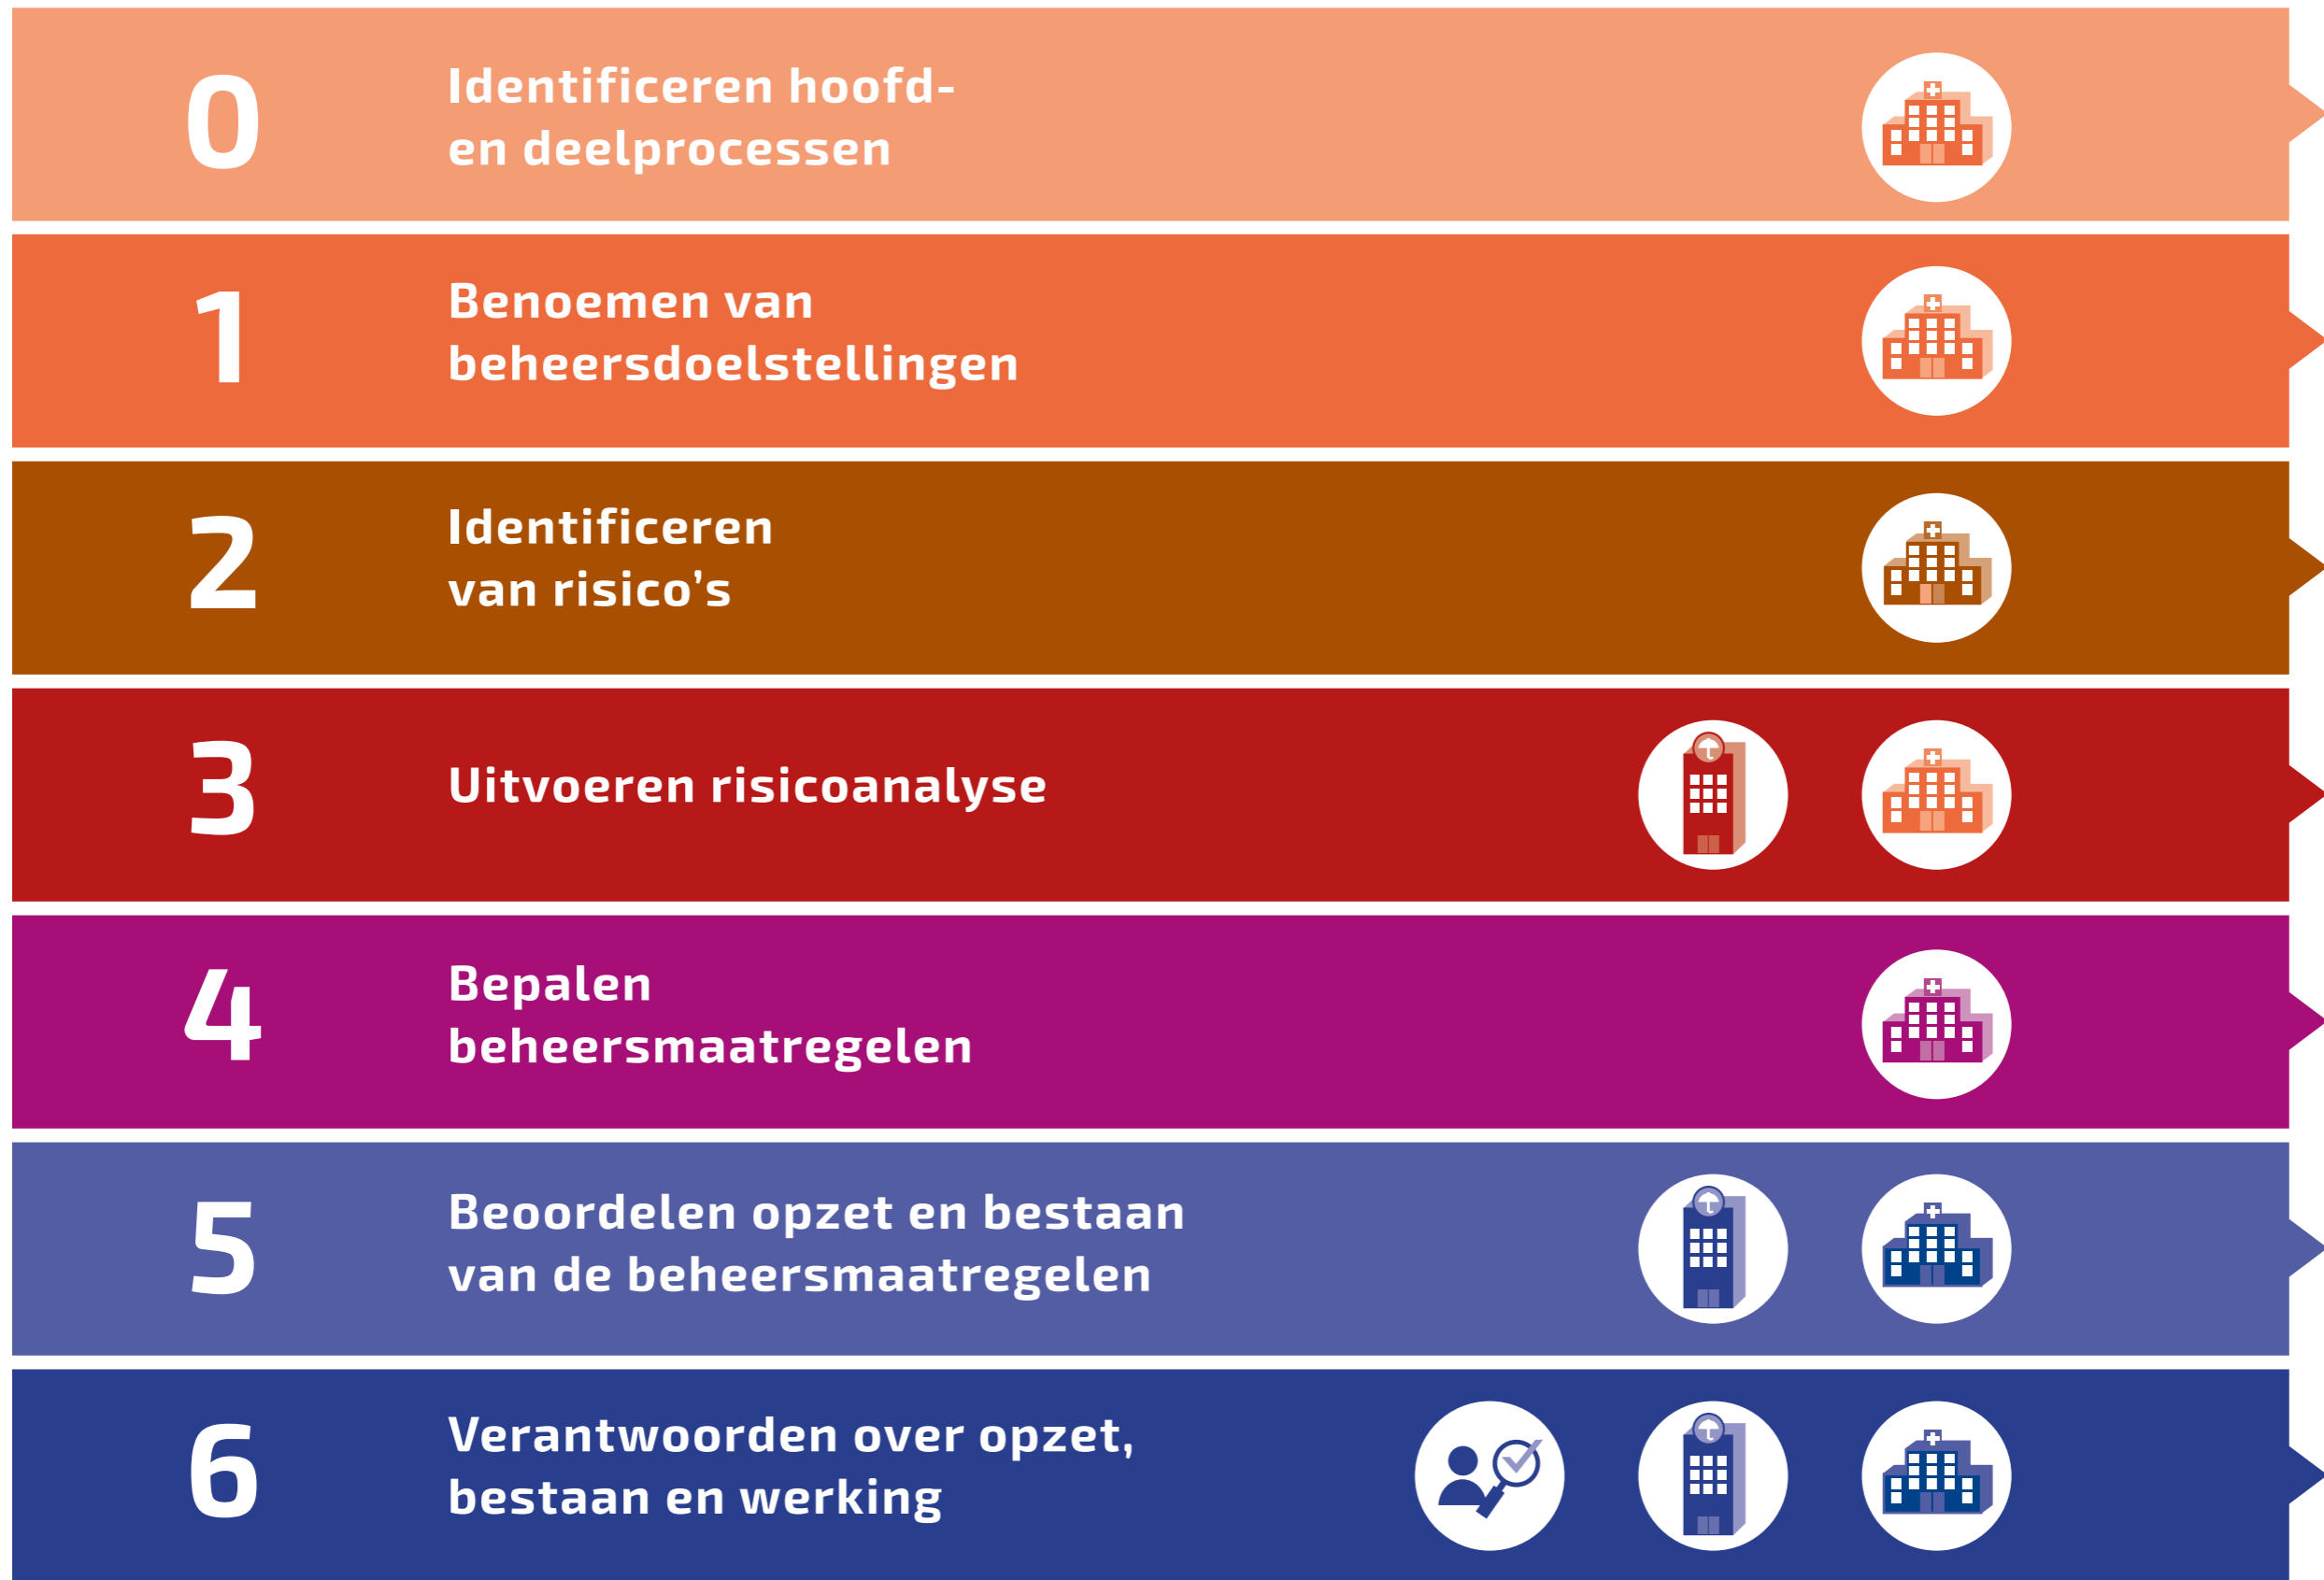 0
Identificeren hoofd-
en deelprocessen
1
Benoemen van
beheersdoelstellingen
2
Identificeren
van risico’s
3
Uitvoeren risicoanalyse
4
Bepalen
beheersmaatregelen
5
Beoordelen opzet en bestaan
van de beheersmaatregelen
6
Verantwoorden over opzet,
bestaan en werking